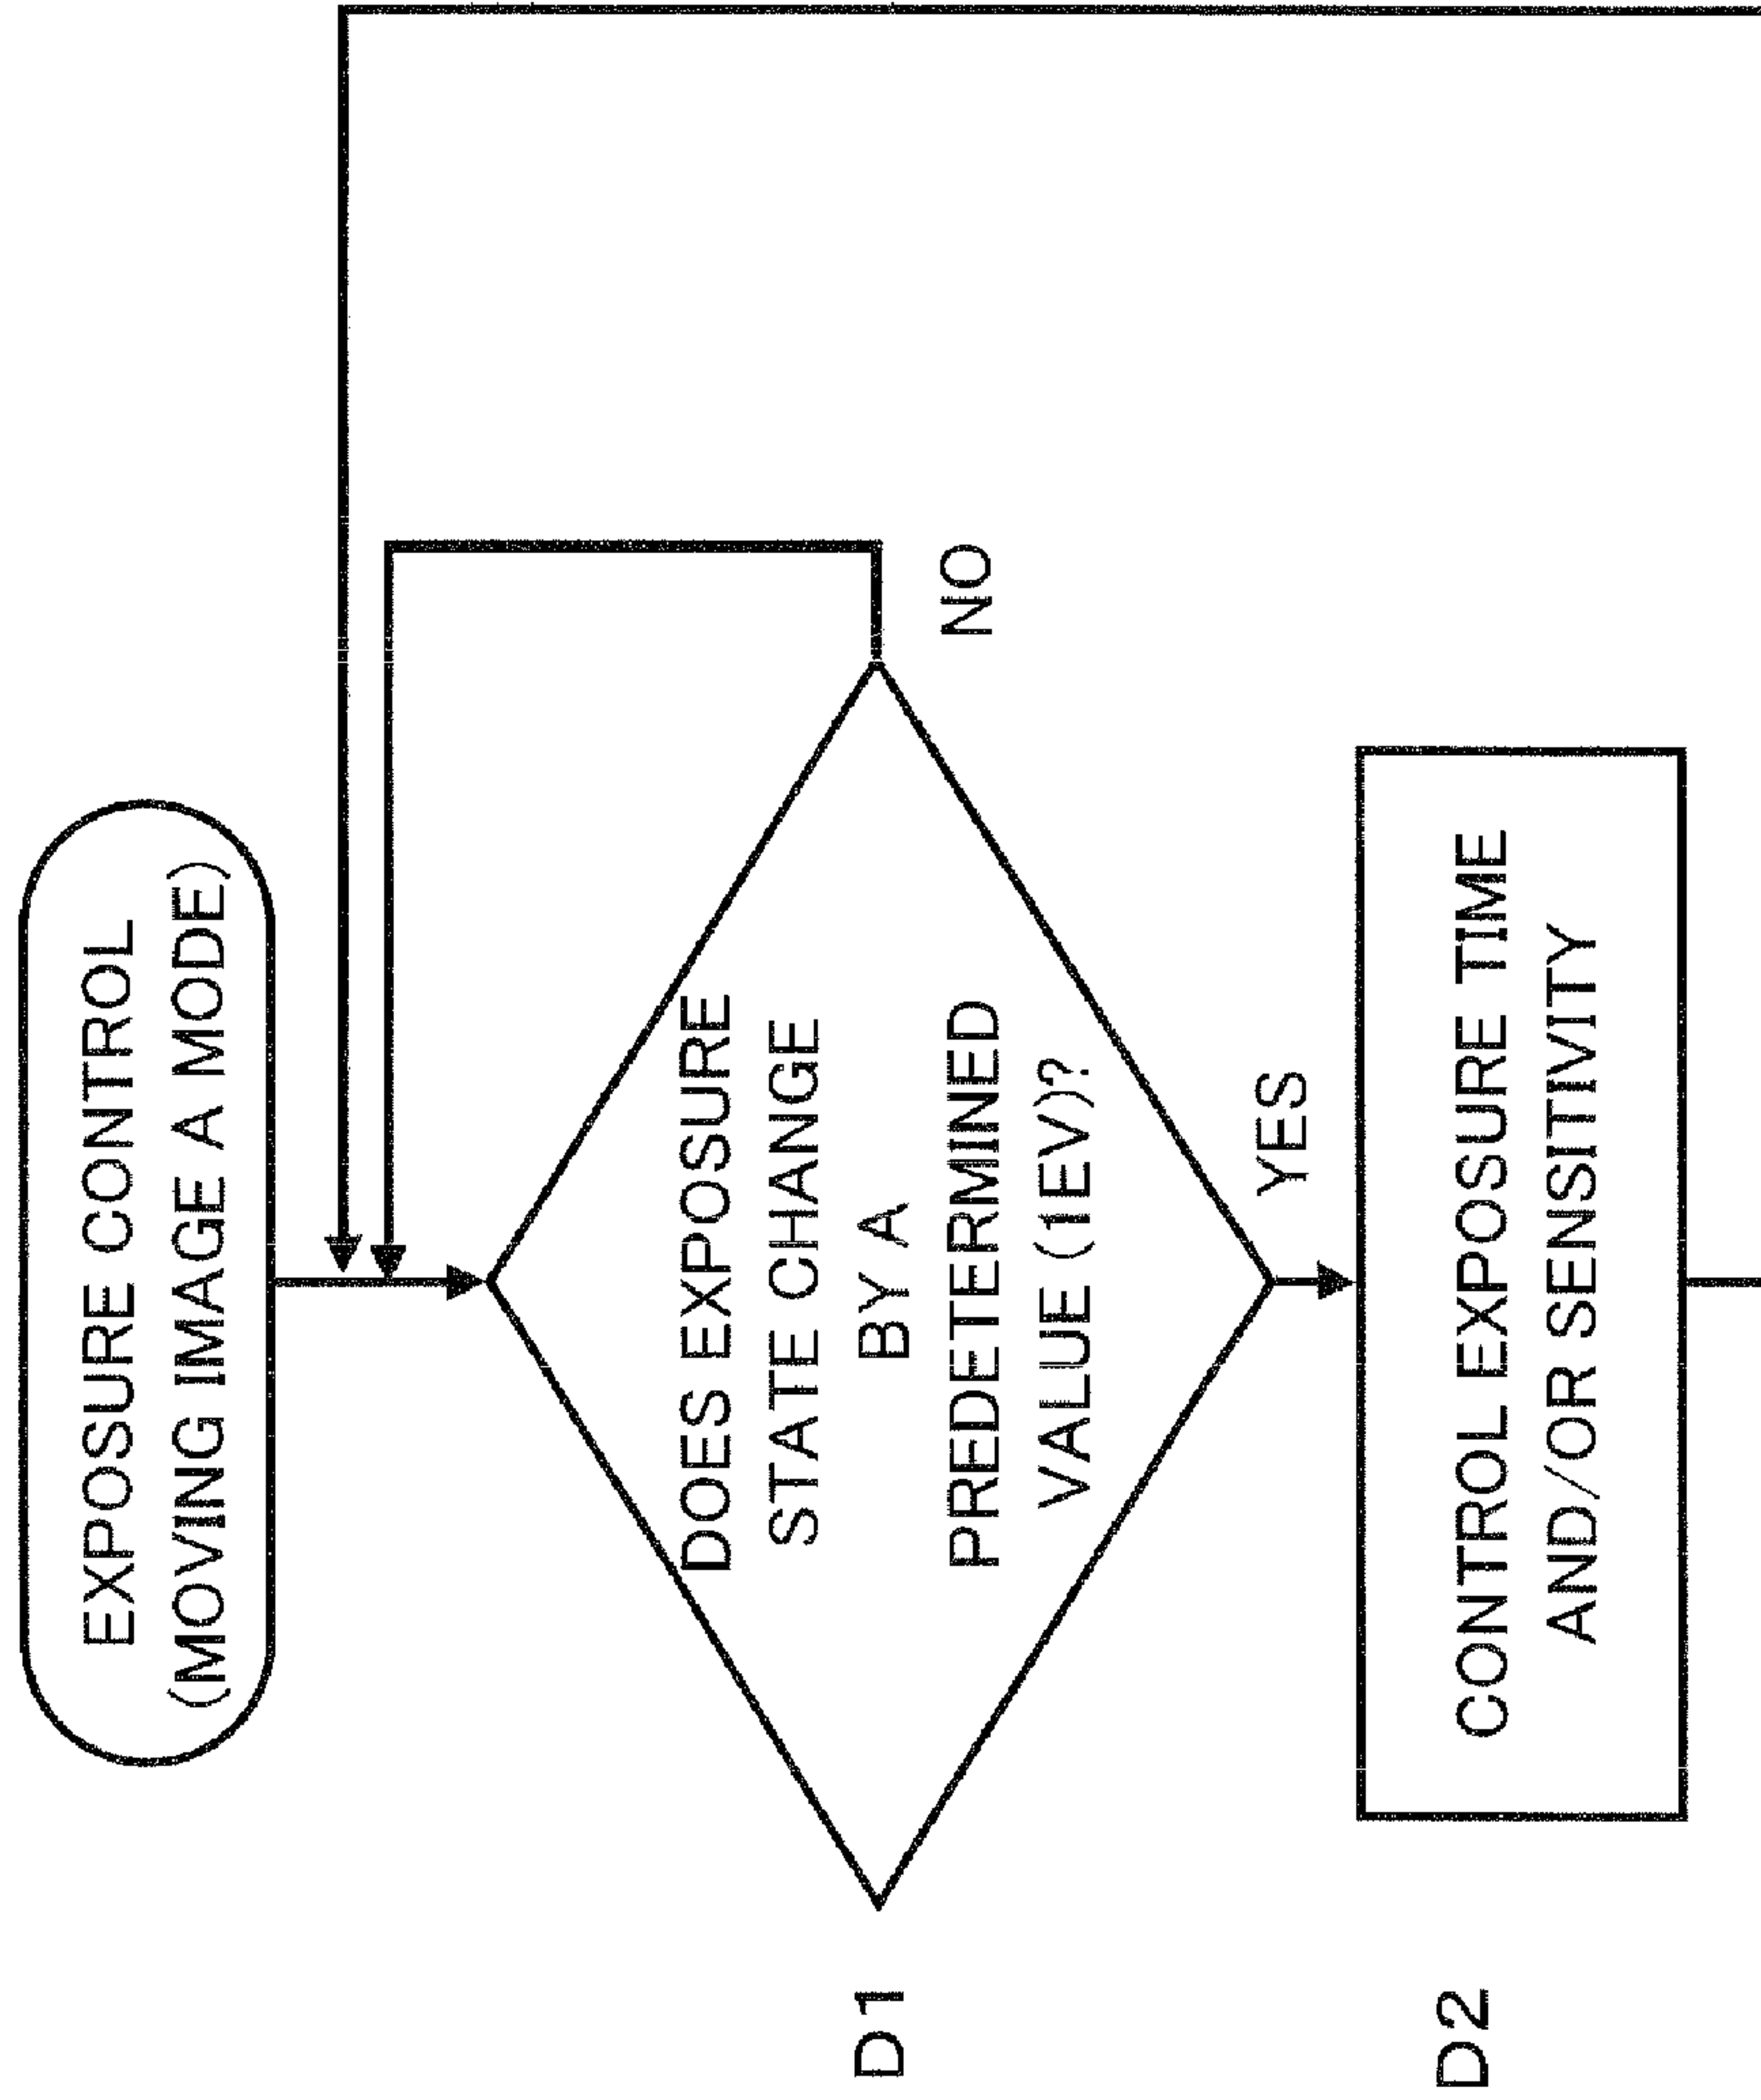 EXPOSURE CONTROL
(MOVING IMAGE A MODE)
D1
DOES EXPOSURE
STATE CHANGE
BY A
PREDETERMINED
VALUE (1EV)?
NO
YES
D2
CONTROL EXPOSURE TIME
AND/OR SENSITIVITY